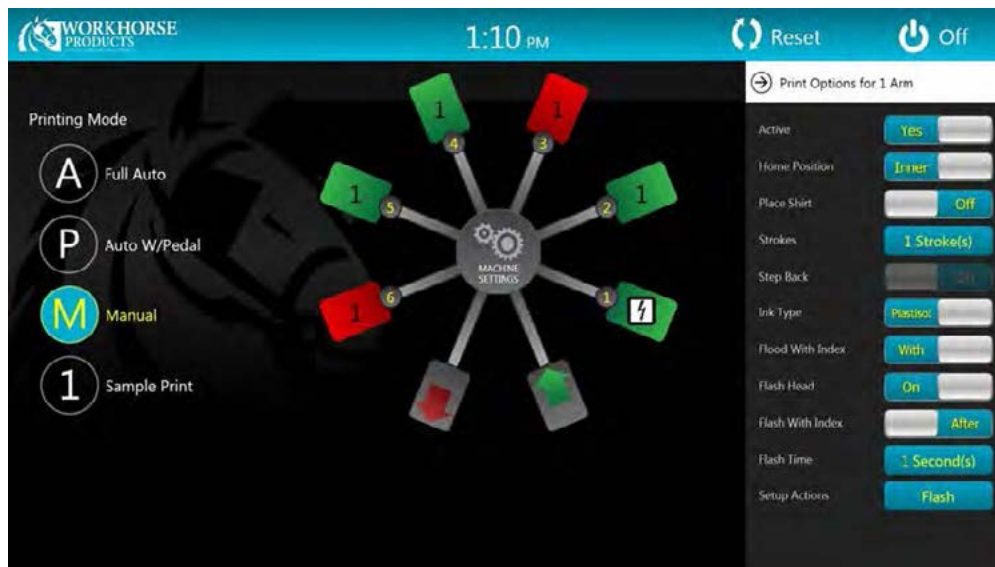 WORKHORSE
PRODUCTS
1:10 PM
Reset
Off
Print Options for 1 Arm
Printing Mode
A Full Auto
P Auto W/Pedal
M Manual
1 Sample Print
1
4
1
3
1
5
1
2
MACHINE
SETTINGS
1
6
1
Active Yes
Home Position Inner
Place Shirt Off
Strokes 1 Stroke(s)
Step Back
Ink Type Plastisol
Flood With Index With
Flash Head On
Flash With Index After
Flash Time 1 Second(s)
Setup Actions Flash